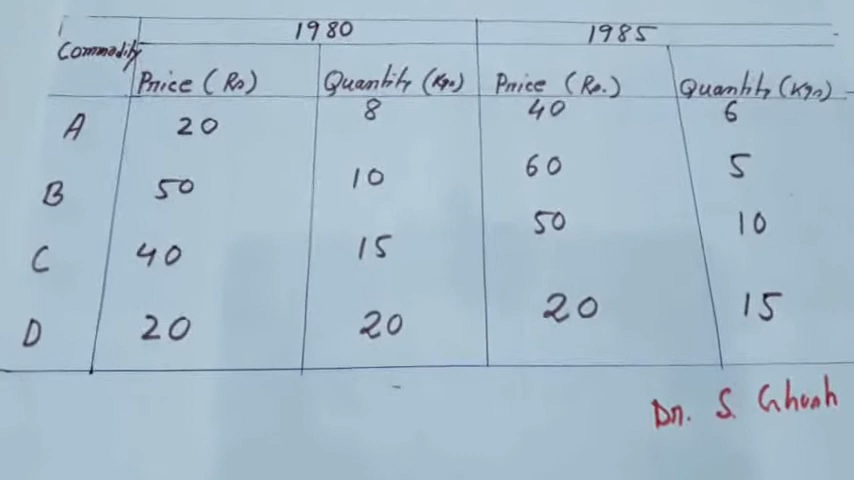 1980 1985
Commodity Price (Rs) Quantity (Kgs) Price (Rs.) Quantity (Kgs)
A 20 8 40 6
B 50 10 60 5
C 40 15 50 10
D 20 20 20 15
Dr. S. Ghosh